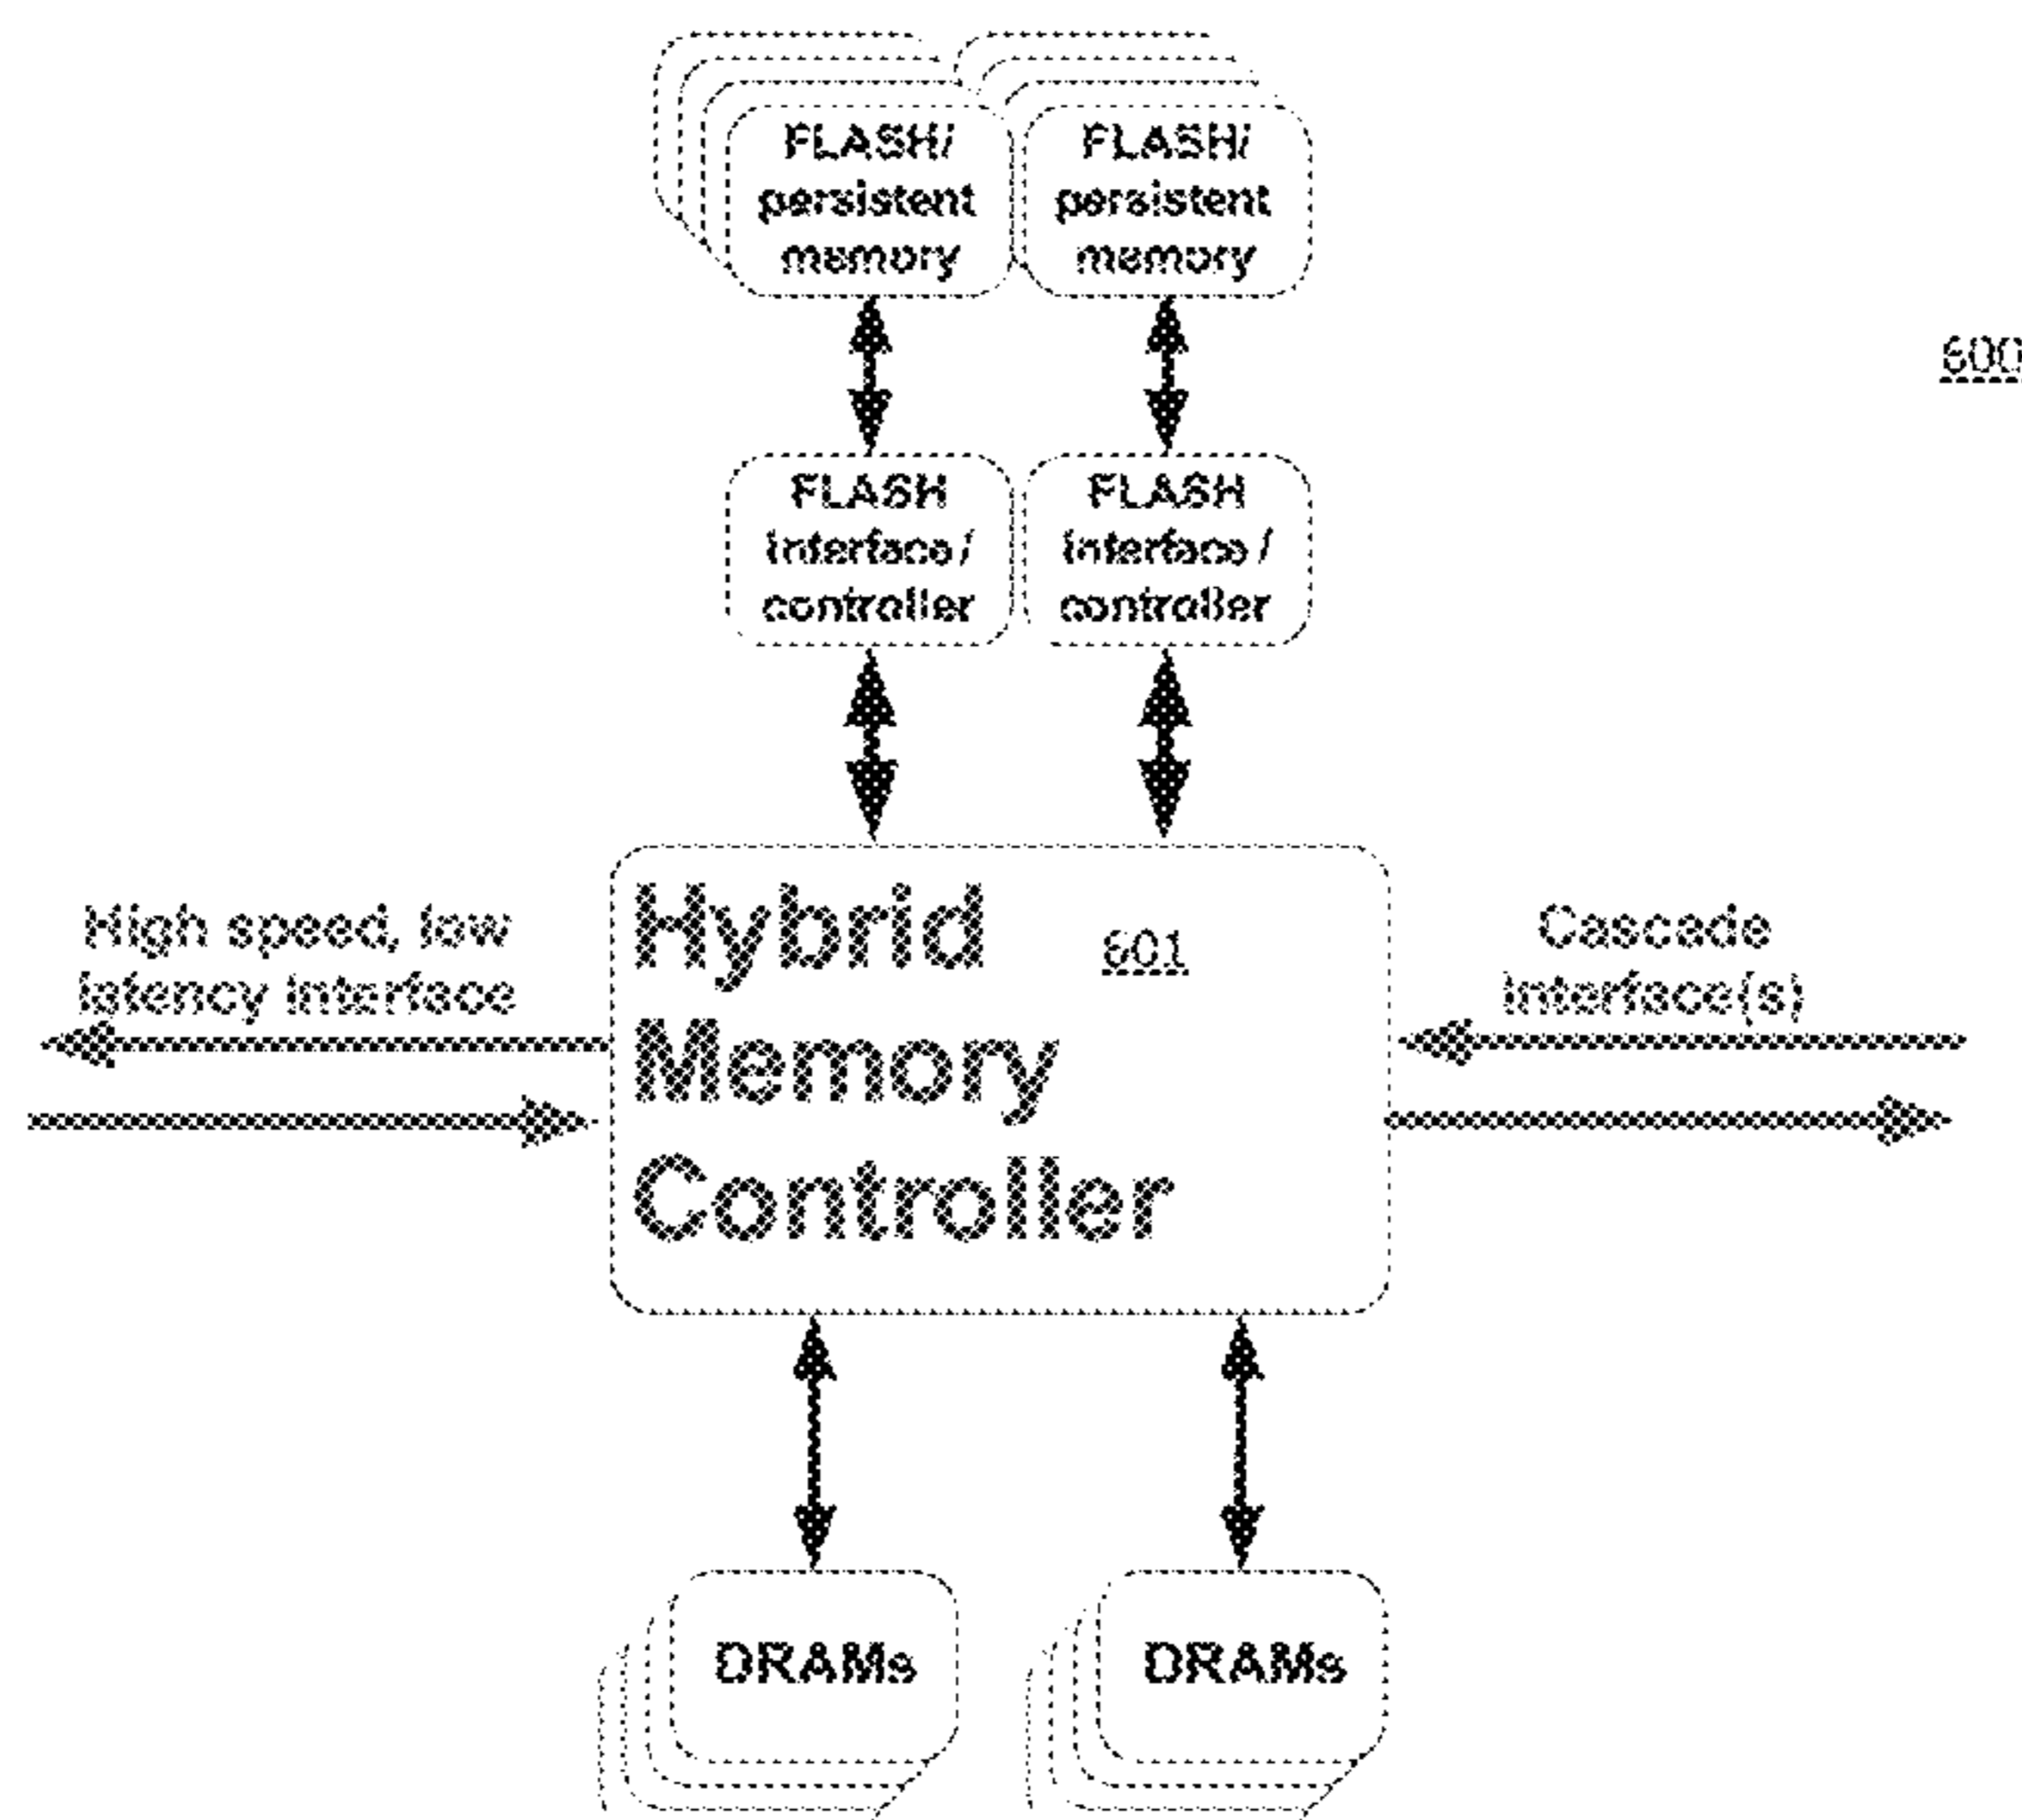 FLASH/
persistent
memory
FLASH/
persistent
memory
600
FLASH
interface/
controller
FLASH
interface/
controller
High speed, low
latency interface
Hybrid
Memory
Controller
601
Cascade
interface(s)
DRAMs
DRAMs